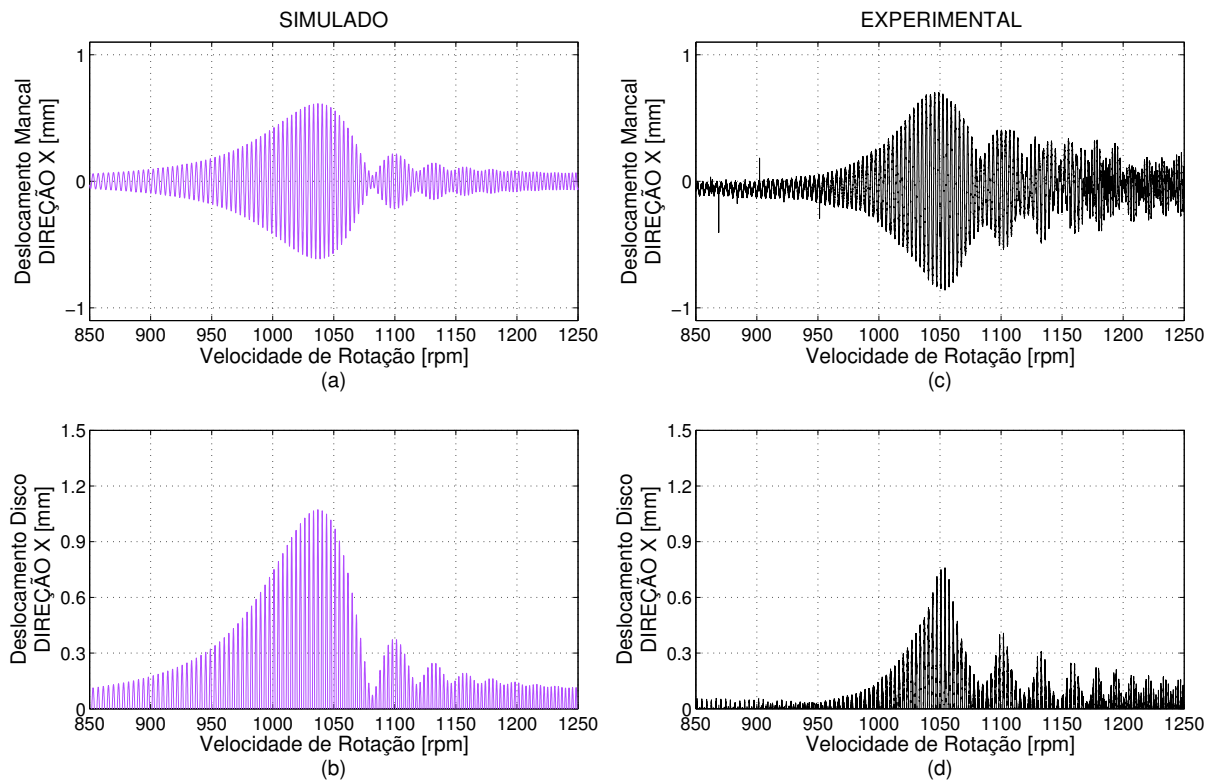 SIMULADO
Deslocamento Mancal
DIREÇÃO X [mm]
1
0
−1
850 900 950 1000 1050 1100 1150 1200 1250
Velocidade de Rotação [rpm]
(a)
EXPERIMENTAL
Deslocamento Mancal
DIREÇÃO X [mm]
1
0
−1
850 900 950 1000 1050 1100 1150 1200 1250
Velocidade de Rotação [rpm]
(c)
Deslocamento Disco
DIREÇÃO X [mm]
1.5
1.2
0.9
0.6
0.3
0
850 900 950 1000 1050 1100 1150 1200 1250
Velocidade de Rotação [rpm]
(b)
Deslocamento Disco
DIREÇÃO X [mm]
1.5
1.2
0.9
0.6
0.3
0
850 900 950 1000 1050 1100 1150 1200 1250
Velocidade de Rotação [rpm]
(d)